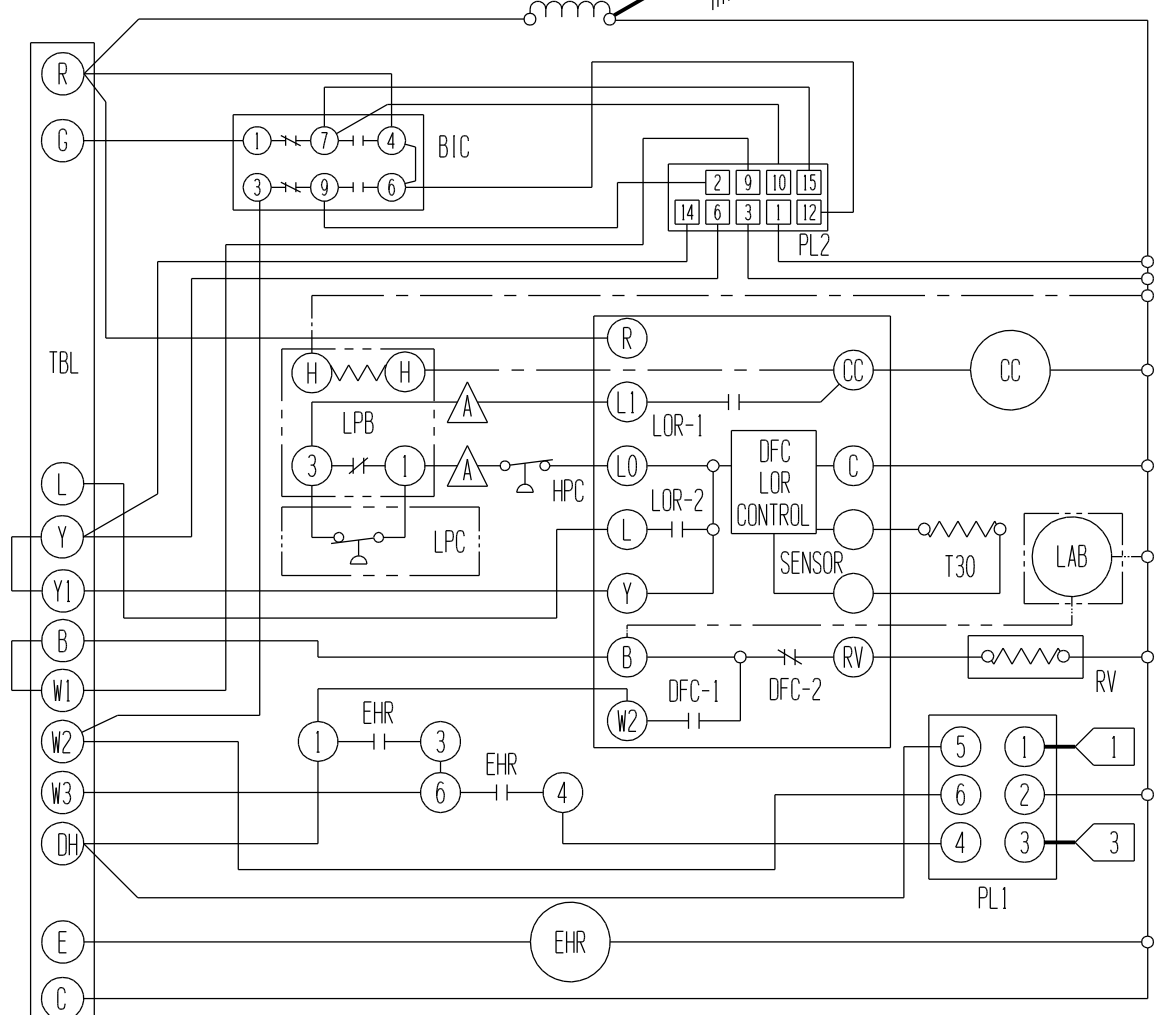 R
G
1 7 4
BIC
3 9 6
2 9 10 15
14 6 3 1 12
PL2
TBL
R
H H
CC
CC
A
L1
LOR-1
LPB
3 1
A
HPC
LO
DFC
LOR
CONTROL
C
L
LOR-2
L
Y
LPC
SENSOR
T30
LAB
Y1
Y
B
B
DFC-1
DFC-2
RV
RV
W1
W2
W2
EHR
1 3
5 1
1
W3
6
EHR
4
6 2
DH
4 3
3
PL1
E
EHR
C